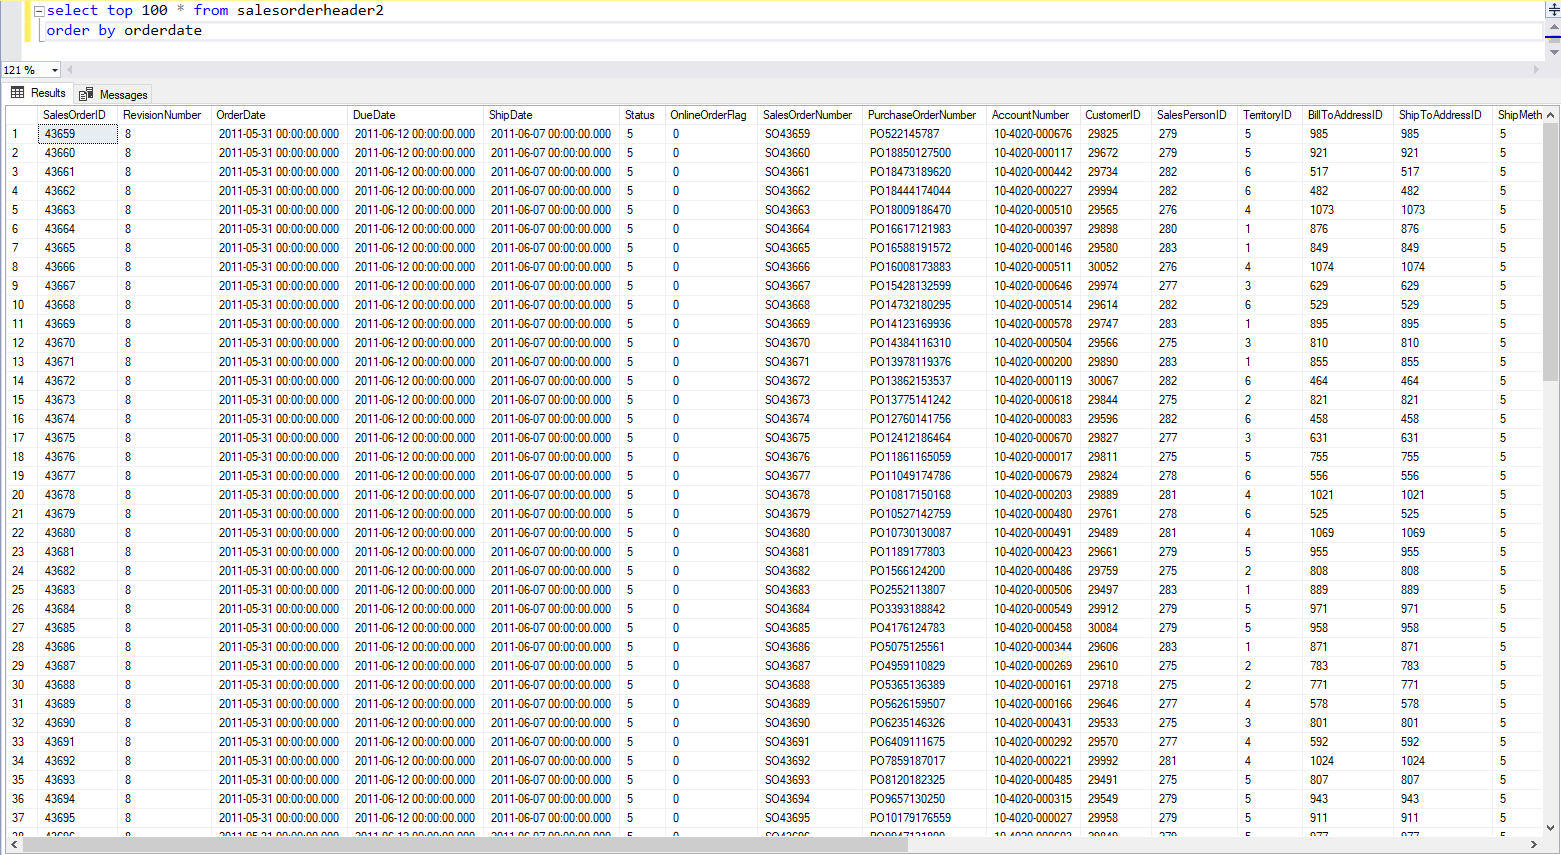 select top 100 * from salesorderheader2
order by orderdate
121 %
Results Messages
SalesOrderID RevisionNumber OrderDate DueDate ShipDate Status OnlineOrderFlag SalesOrderNumber PurchaseOrderNumber AccountNumber CustomerID SalesPersonID TerritoryID BillToAddressID ShipToAddressID ShipMeth
1 43659 8 2011-05-31 00:00:00.000 2011-06-12 00:00:00.000 2011-06-07 00:00:00.000 5 0 SO43659 PO522145787 10-4020-000676 29825 279 5 985 985 5
2 43660 8 2011-05-31 00:00:00.000 2011-06-12 00:00:00.000 2011-06-07 00:00:00.000 5 0 SO43660 PO18850127500 10-4020-000117 29672 279 5 921 921 5
3 43661 8 2011-05-31 00:00:00.000 2011-06-12 00:00:00.000 2011-06-07 00:00:00.000 5 0 SO43661 PO18473189620 10-4020-000442 29734 282 6 517 517 5
4 43662 8 2011-05-31 00:00:00.000 2011-06-12 00:00:00.000 2011-06-07 00:00:00.000 5 0 SO43662 PO18444174044 10-4020-000227 29994 282 6 482 482 5
5 43663 8 2011-05-31 00:00:00.000 2011-06-12 00:00:00.000 2011-06-07 00:00:00.000 5 0 SO43663 PO18009186470 10-4020-000510 29565 276 4 1073 1073 5
6 43664 8 2011-05-31 00:00:00.000 2011-06-12 00:00:00.000 2011-06-07 00:00:00.000 5 0 SO43664 PO16617121983 10-4020-000397 29898 280 1 876 876 5
7 43665 8 2011-05-31 00:00:00.000 2011-06-12 00:00:00.000 2011-06-07 00:00:00.000 5 0 SO43665 PO16588191572 10-4020-000146 29580 283 1 849 849 5
8 43666 8 2011-05-31 00:00:00.000 2011-06-12 00:00:00.000 2011-06-07 00:00:00.000 5 0 SO43666 PO16008173883 10-4020-000511 30052 276 4 1074 1074 5
9 43667 8 2011-05-31 00:00:00.000 2011-06-12 00:00:00.000 2011-06-07 00:00:00.000 5 0 SO43667 PO15428132599 10-4020-000646 29974 277 3 629 629 5
10 43668 8 2011-05-31 00:00:00.000 2011-06-12 00:00:00.000 2011-06-07 00:00:00.000 5 0 SO43668 PO14732180295 10-4020-000514 29614 282 6 529 529 5
11 43669 8 2011-05-31 00:00:00.000 2011-06-12 00:00:00.000 2011-06-07 00:00:00.000 5 0 SO43669 PO14123169936 10-4020-000578 29747 283 1 895 895 5
12 43670 8 2011-05-31 00:00:00.000 2011-06-12 00:00:00.000 2011-06-07 00:00:00.000 5 0 SO43670 PO14384116310 10-4020-000504 29566 275 3 810 810 5
13 43671 8 2011-05-31 00:00:00.000 2011-06-12 00:00:00.000 2011-06-07 00:00:00.000 5 0 SO43671 PO13978119376 10-4020-000200 29890 283 1 855 855 5
14 43672 8 2011-05-31 00:00:00.000 2011-06-12 00:00:00.000 2011-06-07 00:00:00.000 5 0 SO43672 PO13862153537 10-4020-000119 30067 282 6 464 464 5
15 43673 8 2011-05-31 00:00:00.000 2011-06-12 00:00:00.000 2011-06-07 00:00:00.000 5 0 SO43673 PO13775141242 10-4020-000618 29844 275 2 821 821 5
16 43674 8 2011-05-31 00:00:00.000 2011-06-12 00:00:00.000 2011-06-07 00:00:00.000 5 0 SO43674 PO12760141756 10-4020-000083 29596 282 6 458 458 5
17 43675 8 2011-05-31 00:00:00.000 2011-06-12 00:00:00.000 2011-06-07 00:00:00.000 5 0 SO43675 PO12412186464 10-4020-000670 29827 277 3 631 631 5
18 43676 8 2011-05-31 00:00:00.000 2011-06-12 00:00:00.000 2011-06-07 00:00:00.000 5 0 SO43676 PO11861165059 10-4020-000017 29811 275 5 755 755 5
19 43677 8 2011-05-31 00:00:00.000 2011-06-12 00:00:00.000 2011-06-07 00:00:00.000 5 0 SO43677 PO11049174786 10-4020-000679 29824 278 6 556 556 5
20 43678 8 2011-05-31 00:00:00.000 2011-06-12 00:00:00.000 2011-06-07 00:00:00.000 5 0 SO43678 PO10817150168 10-4020-000203 29889 281 4 1021 1021 5
21 43679 8 2011-05-31 00:00:00.000 2011-06-12 00:00:00.000 2011-06-07 00:00:00.000 5 0 SO43679 PO10527142759 10-4020-000480 29761 278 6 525 525 5
22 43680 8 2011-05-31 00:00:00.000 2011-06-12 00:00:00.000 2011-06-07 00:00:00.000 5 0 SO43680 PO10730130087 10-4020-000491 29489 281 4 1069 1069 5
23 43681 8 2011-05-31 00:00:00.000 2011-06-12 00:00:00.000 2011-06-07 00:00:00.000 5 0 SO43681 PO1189177803 10-4020-000423 29661 279 5 955 955 5
24 43682 8 2011-05-31 00:00:00.000 2011-06-12 00:00:00.000 2011-06-07 00:00:00.000 5 0 SO43682 PO1566124200 10-4020-000486 29759 275 2 808 808 5
25 43683 8 2011-05-31 00:00:00.000 2011-06-12 00:00:00.000 2011-06-07 00:00:00.000 5 0 SO43683 PO2552113807 10-4020-000506 29497 283 1 889 889 5
26 43684 8 2011-05-31 00:00:00.000 2011-06-12 00:00:00.000 2011-06-07 00:00:00.000 5 0 SO43684 PO3393188842 10-4020-000549 29912 279 5 971 971 5
27 43685 8 2011-05-31 00:00:00.000 2011-06-12 00:00:00.000 2011-06-07 00:00:00.000 5 0 SO43685 PO4176124783 10-4020-000458 30084 279 5 958 958 5
28 43686 8 2011-05-31 00:00:00.000 2011-06-12 00:00:00.000 2011-06-07 00:00:00.000 5 0 SO43686 PO5075125561 10-4020-000344 29606 283 1 871 871 5
29 43687 8 2011-05-31 00:00:00.000 2011-06-12 00:00:00.000 2011-06-07 00:00:00.000 5 0 SO43687 PO4959110829 10-4020-000269 29610 275 2 783 783 5
30 43688 8 2011-05-31 00:00:00.000 2011-06-12 00:00:00.000 2011-06-07 00:00:00.000 5 0 SO43688 PO5365136389 10-4020-000161 29718 275 2 771 771 5
31 43689 8 2011-05-31 00:00:00.000 2011-06-12 00:00:00.000 2011-06-07 00:00:00.000 5 0 SO43689 PO5626159507 10-4020-000166 29646 277 4 578 578 5
32 43690 8 2011-05-31 00:00:00.000 2011-06-12 00:00:00.000 2011-06-07 00:00:00.000 5 0 SO43690 PO6235146326 10-4020-000431 29533 275 3 801 801 5
33 43691 8 2011-05-31 00:00:00.000 2011-06-12 00:00:00.000 2011-06-07 00:00:00.000 5 0 SO43691 PO6409111675 10-4020-000292 29570 277 4 592 592 5
34 43692 8 2011-05-31 00:00:00.000 2011-06-12 00:00:00.000 2011-06-07 00:00:00.000 5 0 SO43692 PO7859187017 10-4020-000221 29992 281 4 1024 1024 5
35 43693 8 2011-05-31 00:00:00.000 2011-06-12 00:00:00.000 2011-06-07 00:00:00.000 5 0 SO43693 PO8120182325 10-4020-000485 29491 275 5 807 807 5
36 43694 8 2011-05-31 00:00:00.000 2011-06-12 00:00:00.000 2011-06-07 00:00:00.000 5 0 SO43694 PO9657130250 10-4020-000315 29549 279 5 943 943 5
37 43695 8 2011-05-31 00:00:00.000 2011-06-12 00:00:00.000 2011-06-07 00:00:00.000 5 0 SO43695 PO10179176559 10-4020-000027 29958 279 5 911 911 5